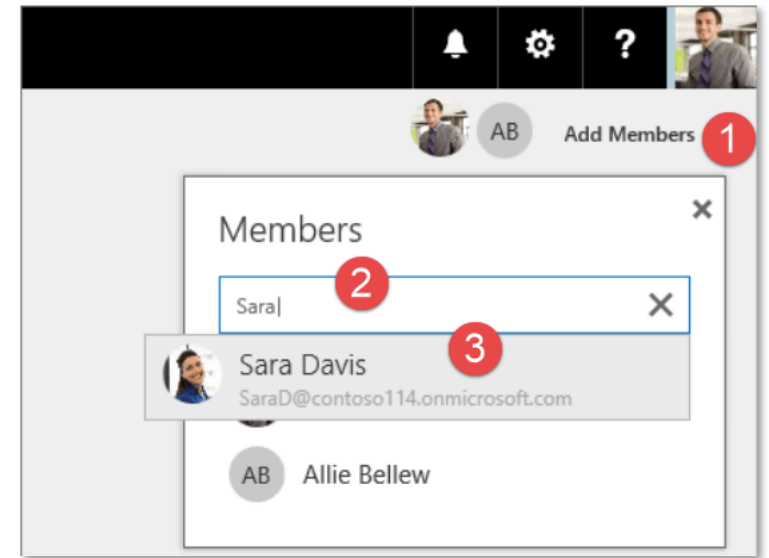 ?
AB Add Members 1
Members
2
Sara
3
Sara Davis
SaraD@contoso114.onmicrosoft.com
AB Allie Bellew